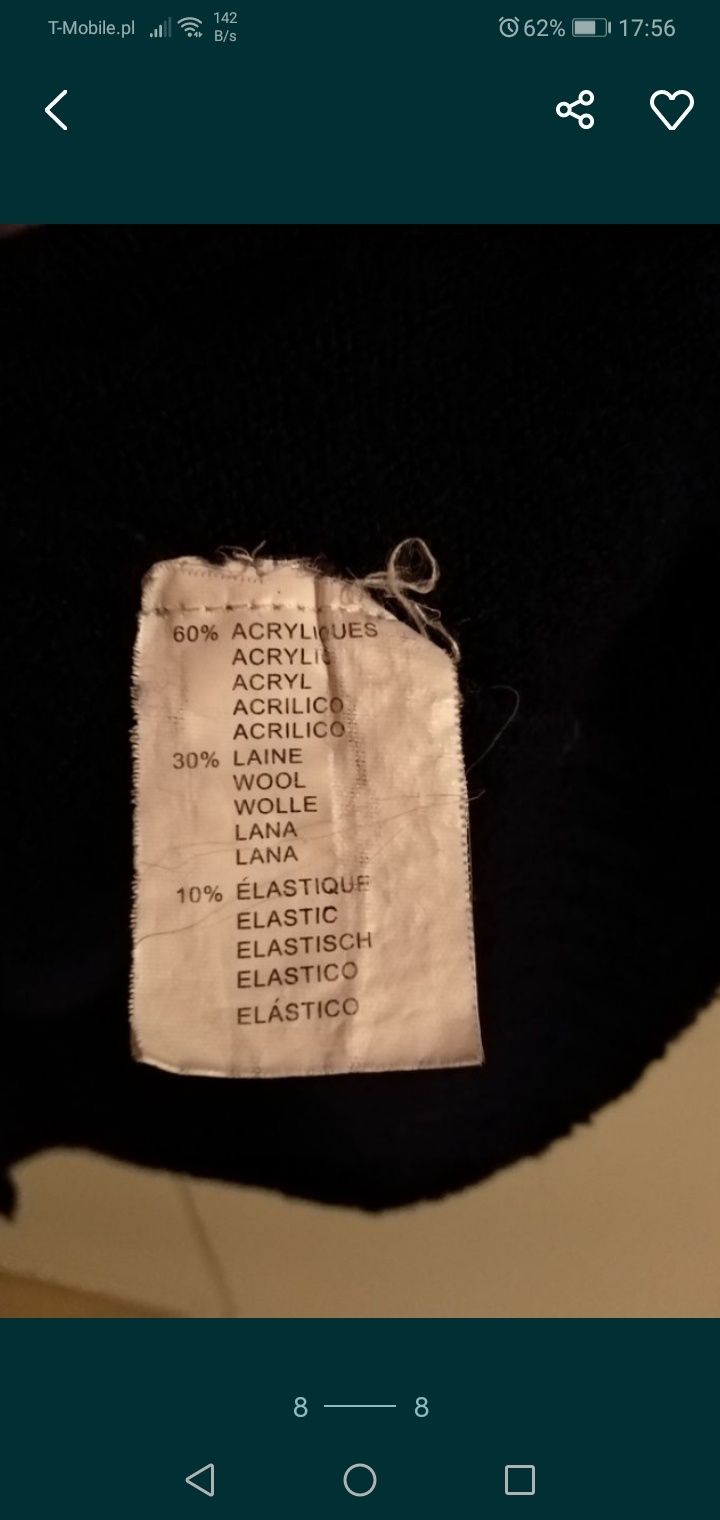 T-Mobile.pl 142 B/s 62% 17:56
60% ACRYLIQUES
ACRYLIC
ACRYL
ACRILICO
ACRILICO
30% LAINE
WOOL
WOLLE
LANA
LANA
10% ÉLASTIQUE
ELASTIC
ELASTISCH
ELASTICO
ELÁSTICO
8 8